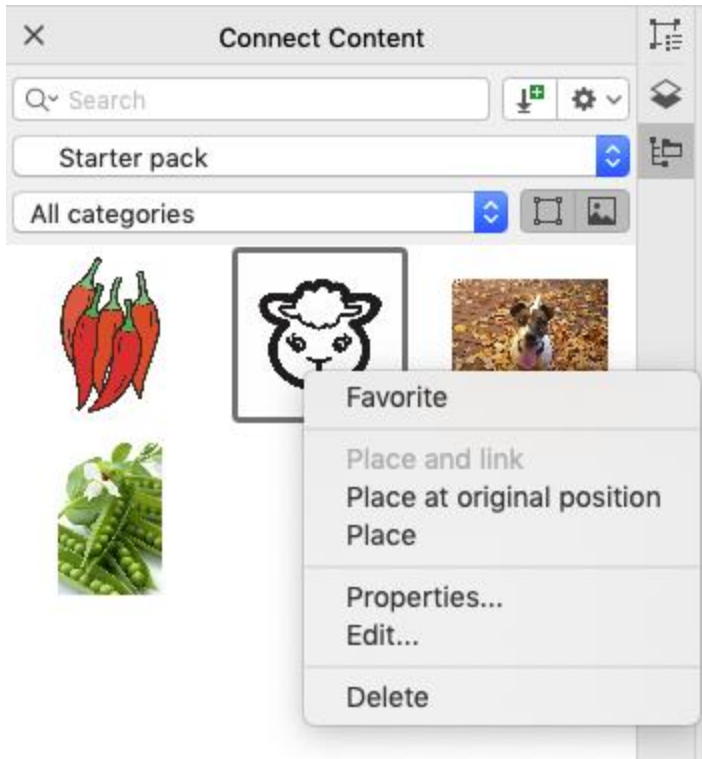 Connect Content
Search
Starter pack
All categories
Favorite
Place and link
Place at original position
Place
Properties...
Edit...
Delete